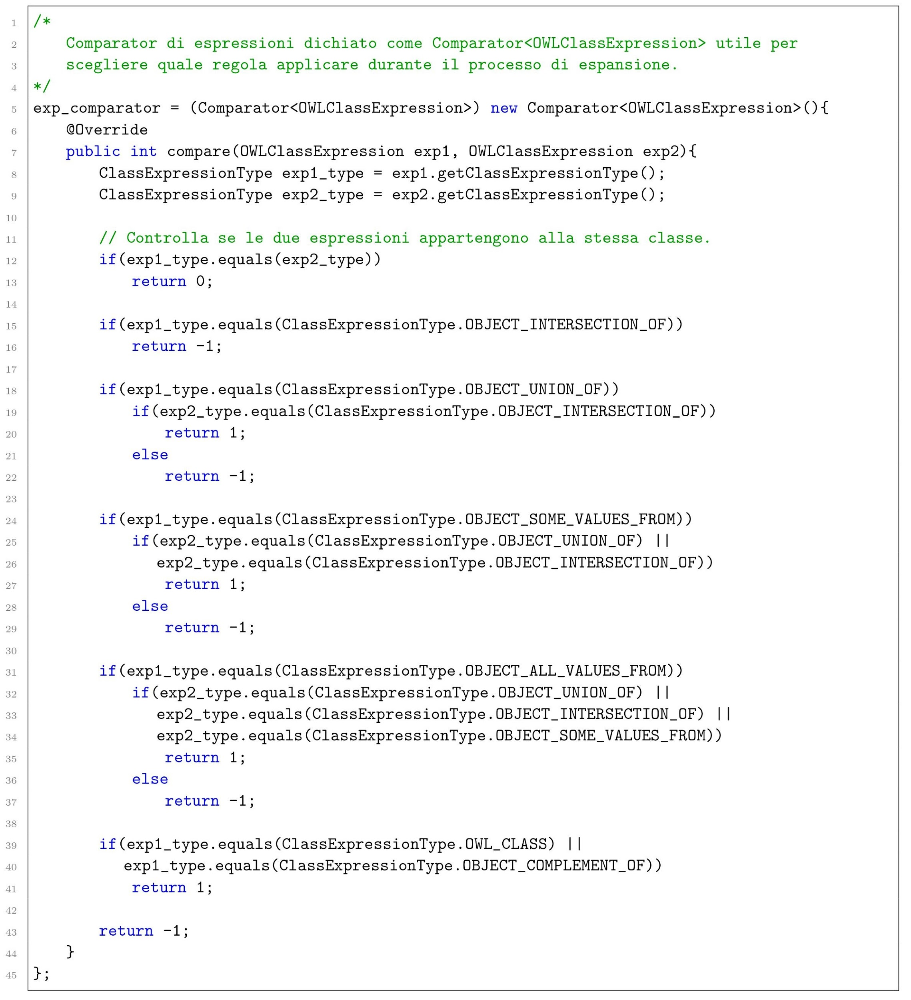 1 /*
2     Comparator di espressioni dichiato come Comparator<OWLClassExpression> utile per
3     scegliere quale regola applicare durante il processo di espansione.
4 */
5 exp_comparator = (Comparator<OWLClassExpression>) new Comparator<OWLClassExpression>(){
6     @Override
7     public int compare(OWLClassExpression exp1, OWLClassExpression exp2){
8         ClassExpressionType exp1_type = exp1.getClassExpressionType();
9         ClassExpressionType exp2_type = exp2.getClassExpressionType();
10
11         // Controlla se le due espressioni appartengono alla stessa classe.
12         if(exp1_type.equals(exp2_type))
13             return 0;
14
15         if(exp1_type.equals(ClassExpressionType.OBJECT_INTERSECTION_OF))
16             return -1;
17
18         if(exp1_type.equals(ClassExpressionType.OBJECT_UNION_OF))
19             if(exp2_type.equals(ClassExpressionType.OBJECT_INTERSECTION_OF))
20                 return 1;
21             else
22                 return -1;
23
24         if(exp1_type.equals(ClassExpressionType.OBJECT_SOME_VALUES_FROM))
25             if(exp2_type.equals(ClassExpressionType.OBJECT_UNION_OF) ||
26                exp2_type.equals(ClassExpressionType.OBJECT_INTERSECTION_OF))
27                 return 1;
28             else
29                 return -1;
30
31         if(exp1_type.equals(ClassExpressionType.OBJECT_ALL_VALUES_FROM))
32             if(exp2_type.equals(ClassExpressionType.OBJECT_UNION_OF) ||
33                exp2_type.equals(ClassExpressionType.OBJECT_INTERSECTION_OF) ||
34                exp2_type.equals(ClassExpressionType.OBJECT_SOME_VALUES_FROM))
35                 return 1;
36             else
37                 return -1;
38
39         if(exp1_type.equals(ClassExpressionType.OWL_CLASS) ||
40            exp1_type.equals(ClassExpressionType.OBJECT_COMPLEMENT_OF))
41             return 1;
42
43         return -1;
44     }
45 };